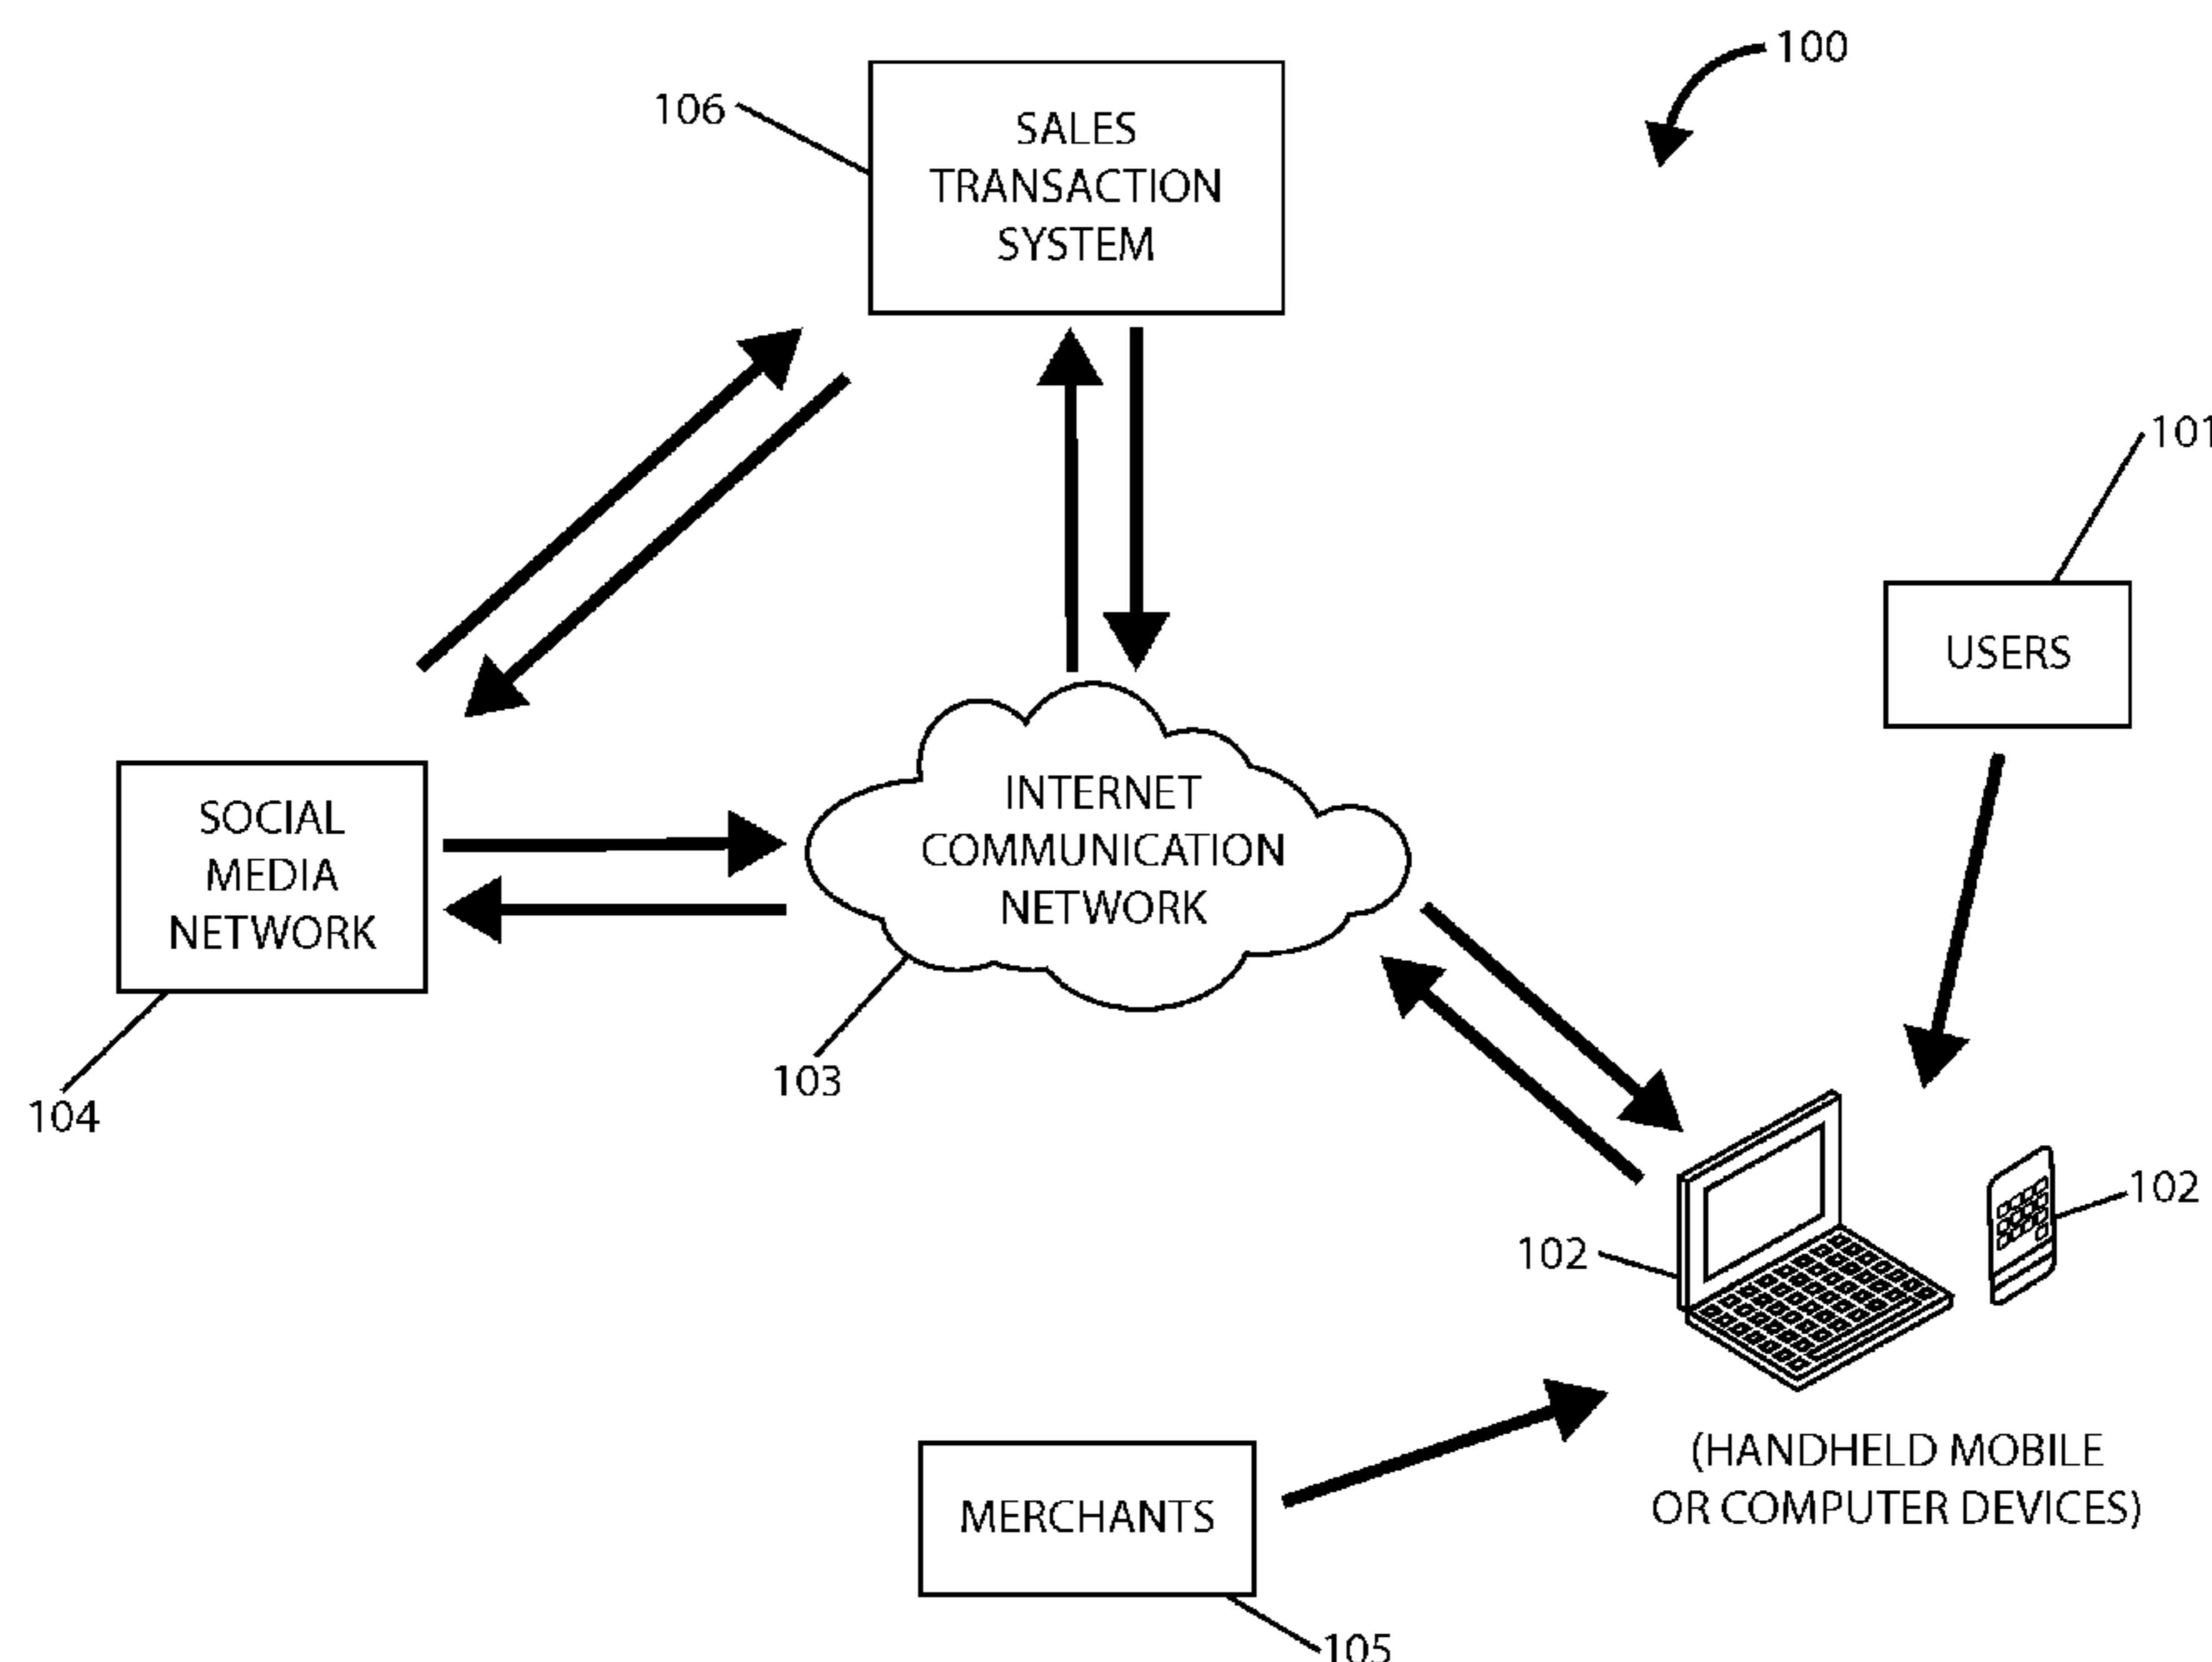 100
106
SALES
TRANSACTION
SYSTEM
101
USERS
SOCIAL
MEDIA
NETWORK
INTERNET
COMMUNICATION
NETWORK
103
104
102
102
(HANDHELD MOBILE
OR COMPUTER DEVICES)
MERCHANTS
105